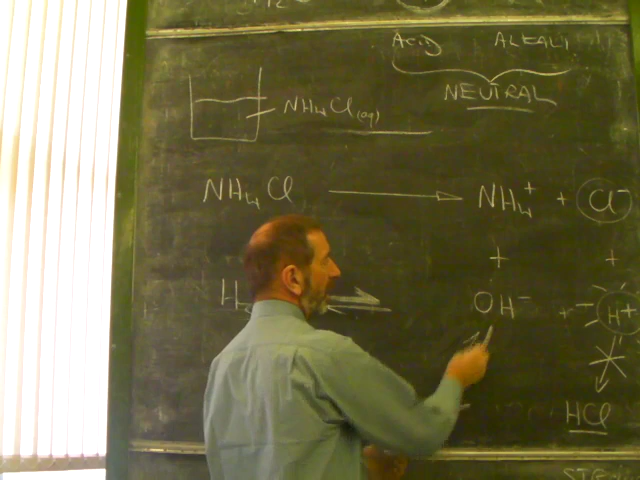 ACID ALKALI
NEUTRAL
NH4Cl(aq)
NH4Cl → NH4+ + Cl-
+ +
H ⇌ OH- + H+
HCl